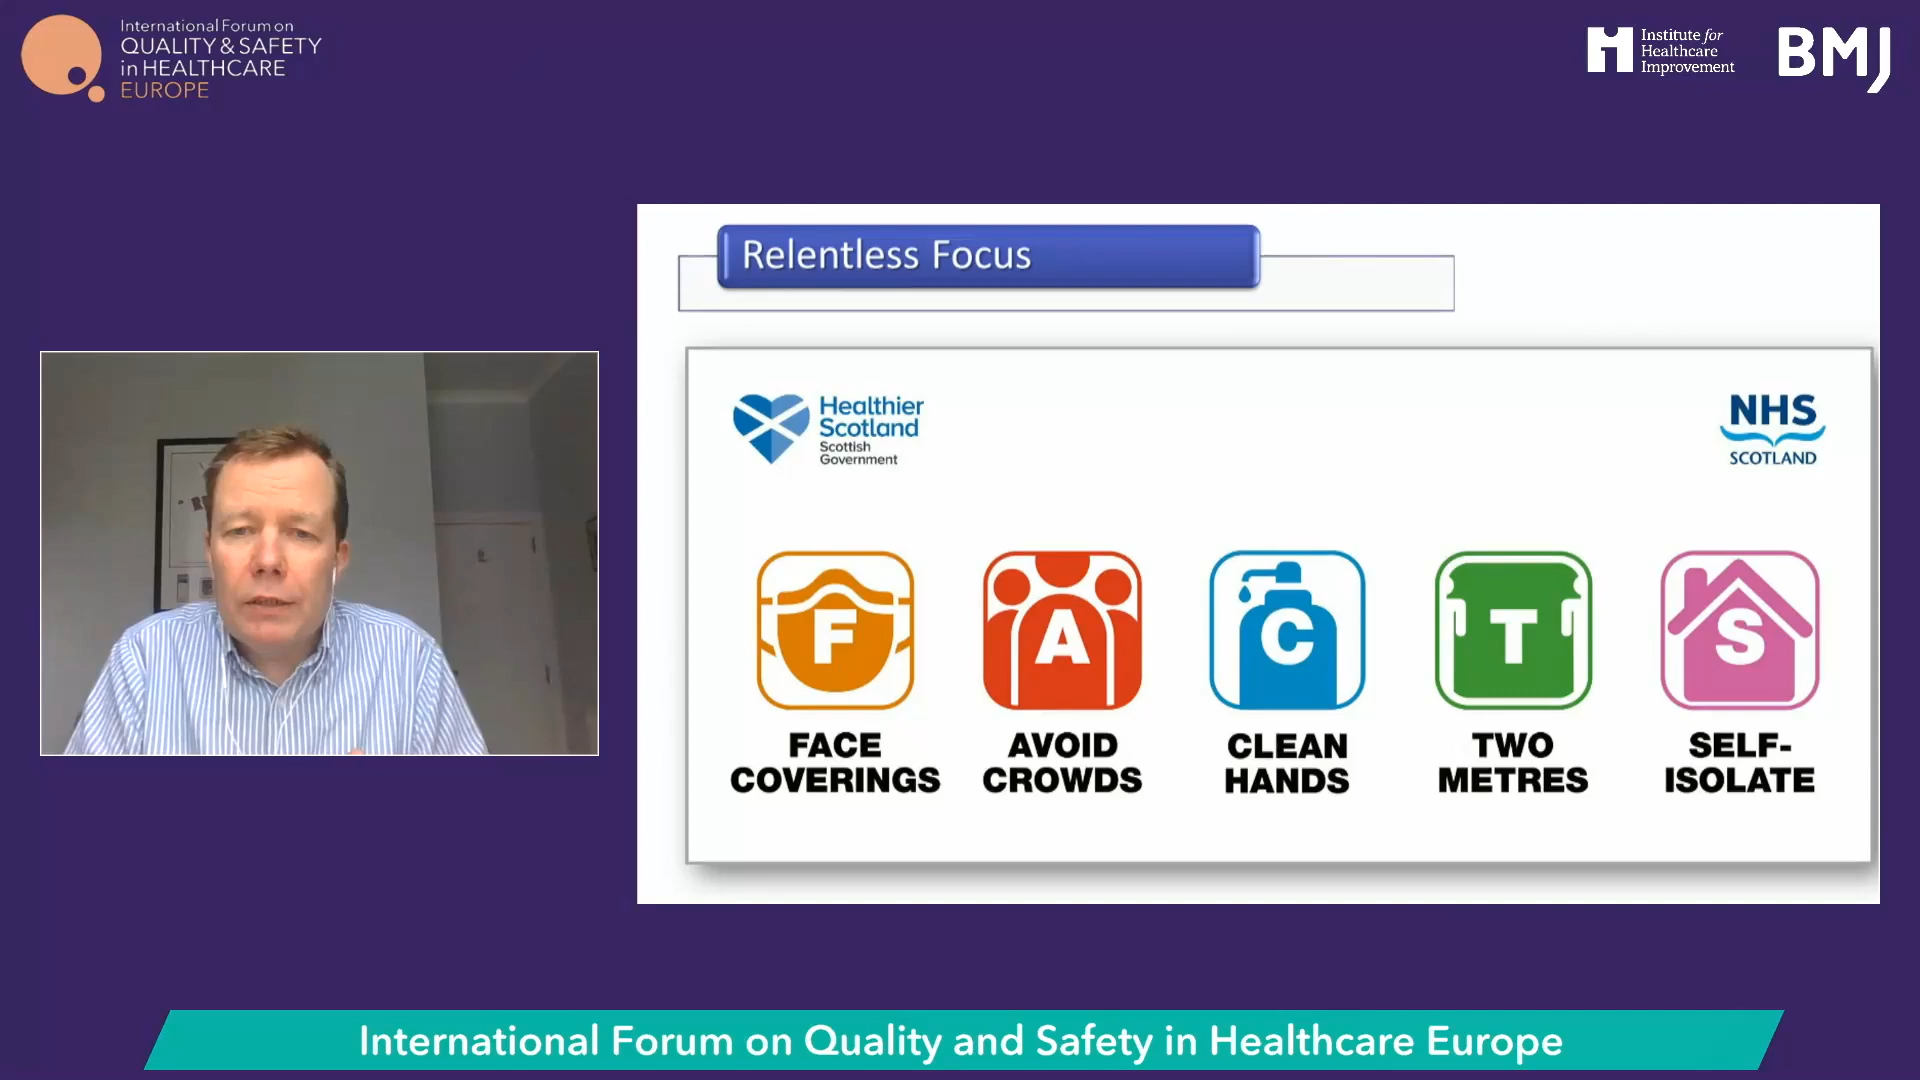 International Forum on
QUALITY & SAFETY
in HEALTHCARE
EUROPE
Institute for
Healthcare
Improvement
BMJ
Relentless Focus
Healthier
Scotland
Scottish
Government
NHS
SCOTLAND
F
A
C
T
S
FACE
COVERINGS
AVOID
CROWDS
CLEAN
HANDS
TWO
METRES
SELF-
ISOLATE
International Forum on Quality and Safety in Healthcare Europe